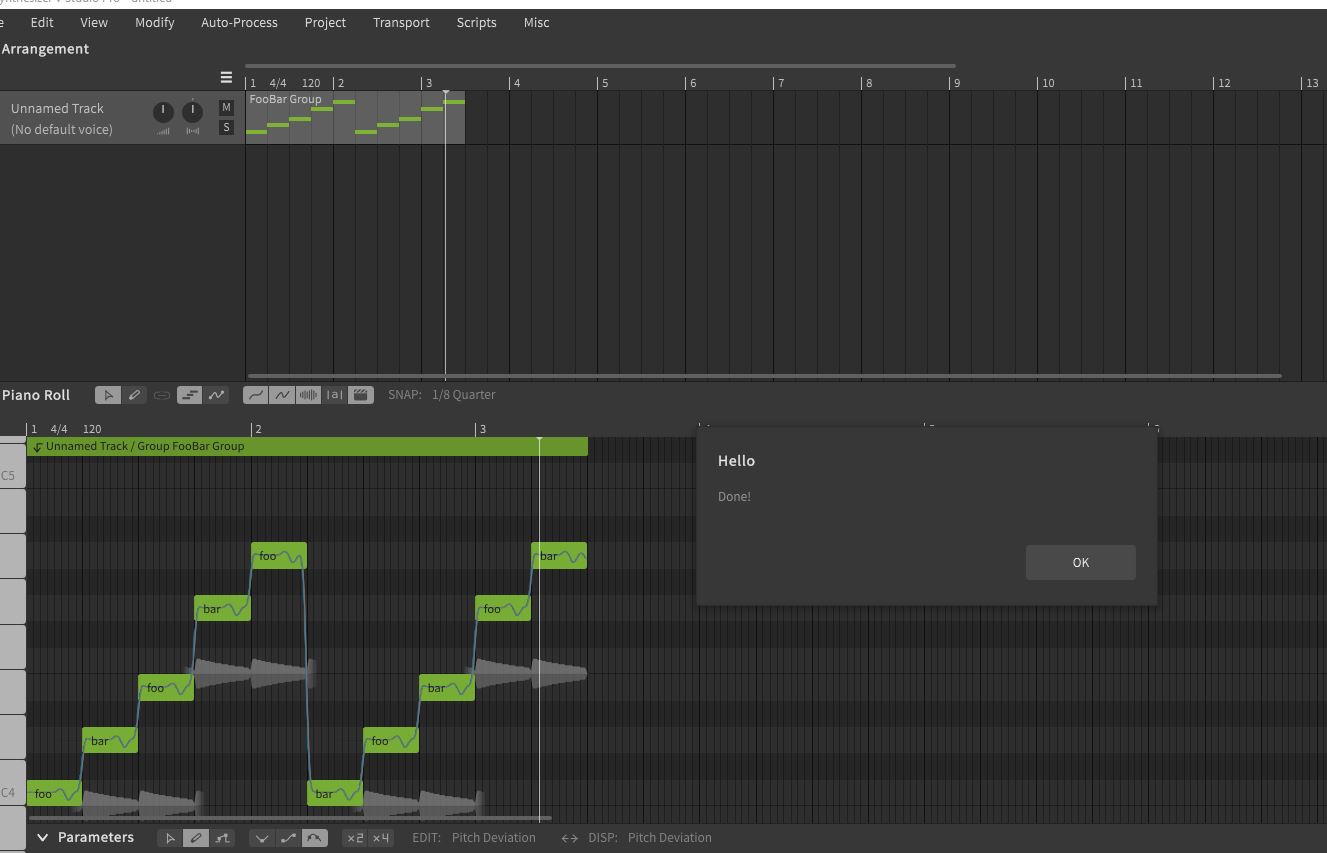 Edit View Modify Auto-Process Project Transport Scripts Misc
Arrangement
1 4/4 120 2 3 4 5 6 7 8 9 10 11 12 13
Unnamed Track M
(No default voice) S
FooBar Group
Piano Roll SNAP: 1/8 Quarter
1 4/4 120 2 3
Unnamed Track / Group FooBar Group
C5
Hello
Done!
OK
foo bar
bar foo
foo bar
bar foo
C4 foo bar
Parameters ×2 ×4 EDIT: Pitch Deviation DISP: Pitch Deviation